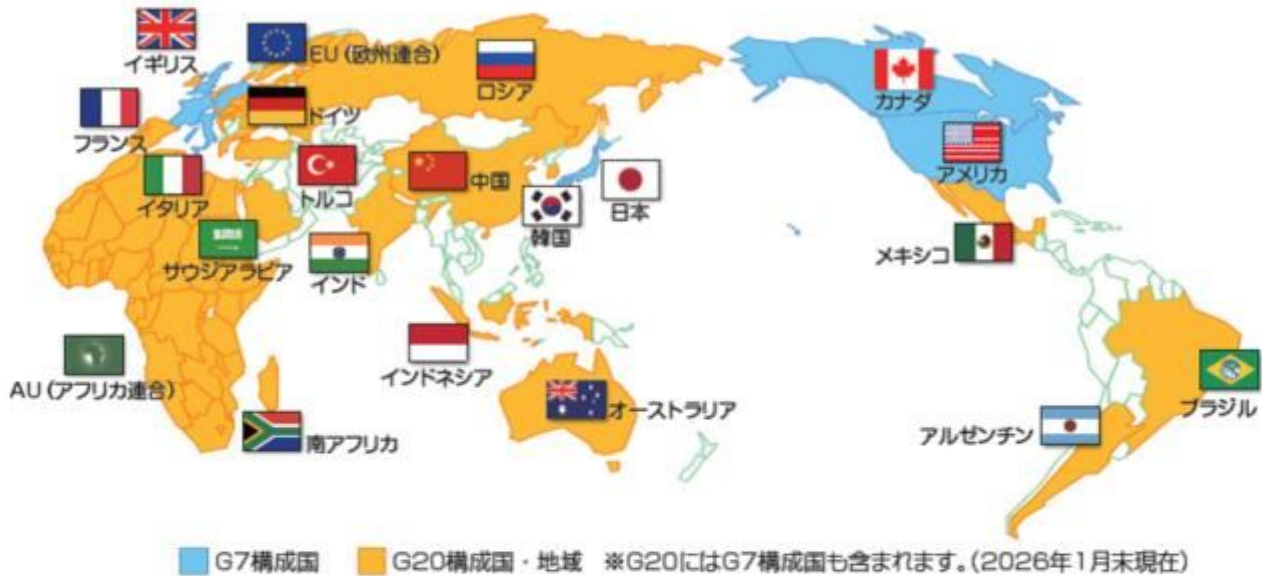 イギリス
EU(欧州連合)
ロシア
カナダ
フランス
ドイツ
アメリカ
イタリア
トルコ
中国
韓国
日本
サウジアラビア
インド
メキシコ
AU(アフリカ連合)
インドネシア
オーストラリア
ブラジル
南アフリカ
アルゼンチン
G7構成国 G20構成国・地域 ※G20にはG7構成国も含まれます。(2026年1月末現在)